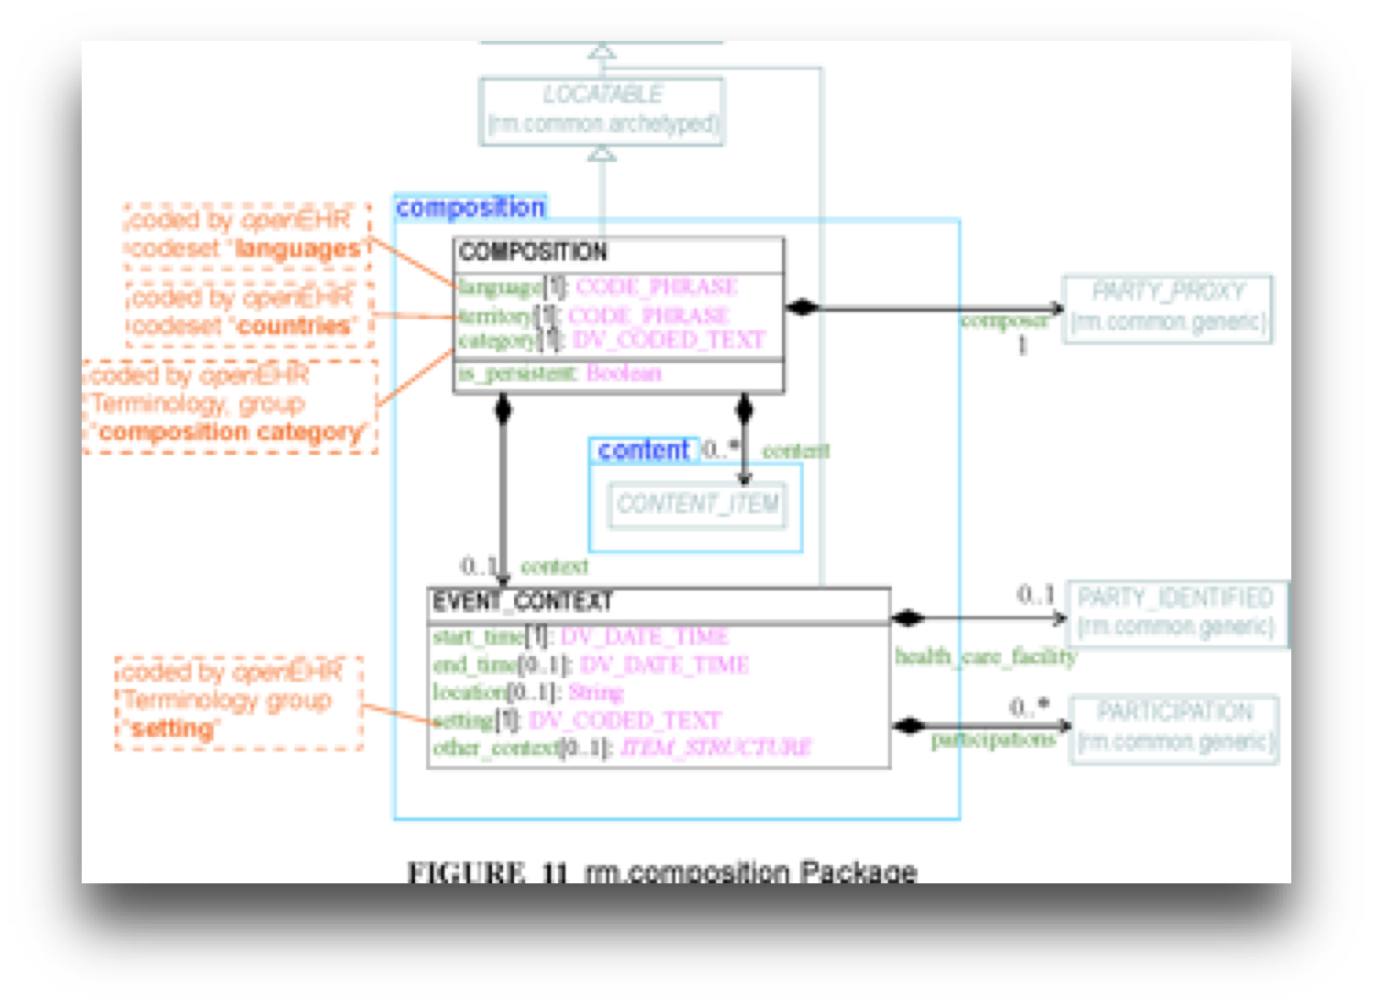 LOCATABLE
(rm.common.archetyped)
composition
coded by openEHR
codeset "languages"
coded by openEHR
codeset "countries"
coded by openEHR
Terminology, group
"composition category"
COMPOSITION
language[1]: CODE_PHRASE
territory[1]: CODE_PHRASE
category[1]: DV_CODED_TEXT
is_persistent: Boolean
composer
1
PARTY_PROXY
(rm.common.generic)
content
0..*
content
CONTENT_ITEM
0..1
context
EVENT_CONTEXT
start_time[1]: DV_DATE_TIME
end_time[0..1]: DV_DATE_TIME
location[0..1]: String
setting[1]: DV_CODED_TEXT
other_context[0..1]: ITEM_STRUCTURE
coded by openEHR
Terminology group
"setting"
0..1
health_care_facility
PARTY_IDENTIFIED
(rm.common.generic)
0..*
participations
PARTICIPATION
(rm.common.generic)
FIGURE 11 rm.composition Package